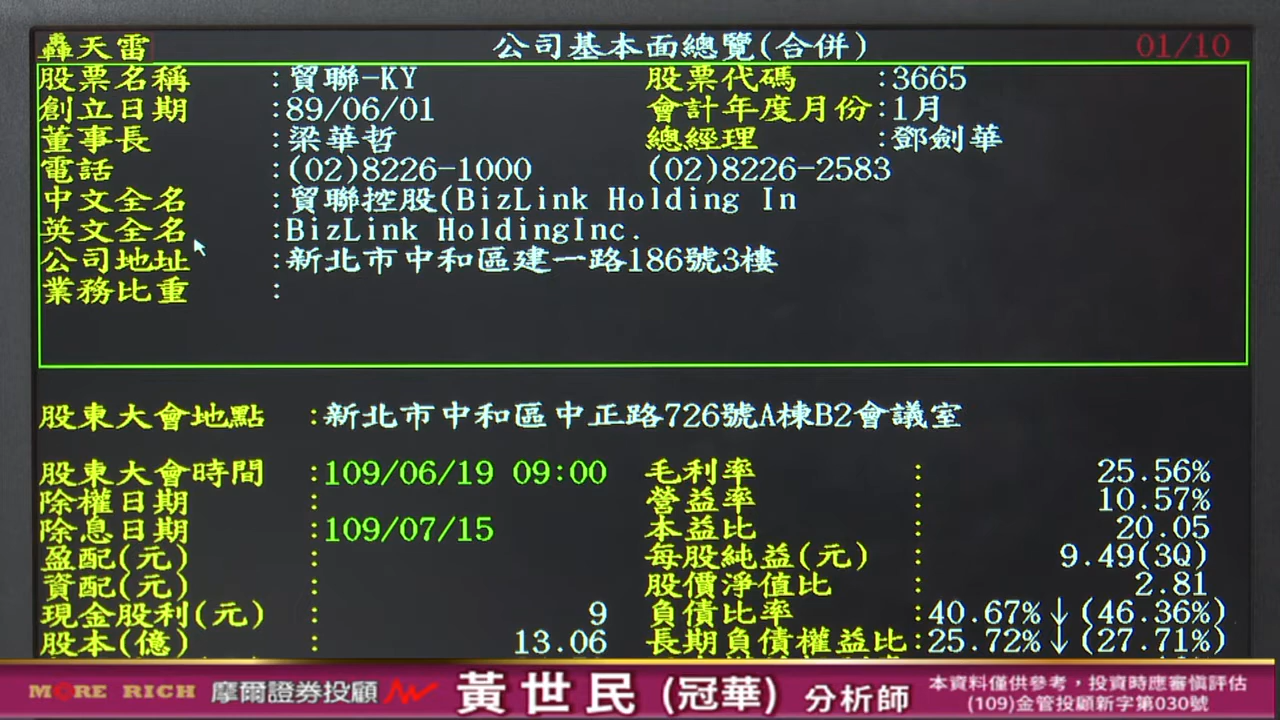 轟天雷 公司基本面總覽(合併) 01/10
股票名稱 :貿聯-KY 股票代碼 :3665
創立日期 :89/06/01 會計年度月份:1月
董事長 :梁華哲 總經理 :鄧劍華
電話 :(02)8226-1000 (02)8226-2583
中文全名 :貿聯控股(BizLink Holding In
英文全名 :BizLink HoldingInc.
公司地址 :新北市中和區建一路186號3樓
業務比重 :
股東大會地點 :新北市中和區中正路726號A棟B2會議室
股東大會時間 :109/06/19 09:00 毛利率 : 25.56%
除權日期 : 營益率 : 10.57%
除息日期 :109/07/15 本益比 : 20.05
盈配(元) : 每股純益(元) : 9.49(3Q)
資配(元) : 股價淨值比 : 2.81
現金股利(元) : 9 負債比率 :40.67%↓(46.36%)
股本(億) : 13.06 長期負債權益比:25.72%↓(27.71%)
MORE RICH 摩爾證券投顧 黃世民(冠華)分析師 本資料僅供參考,投資時應審慎評估
(109)金管投顧新字第030號